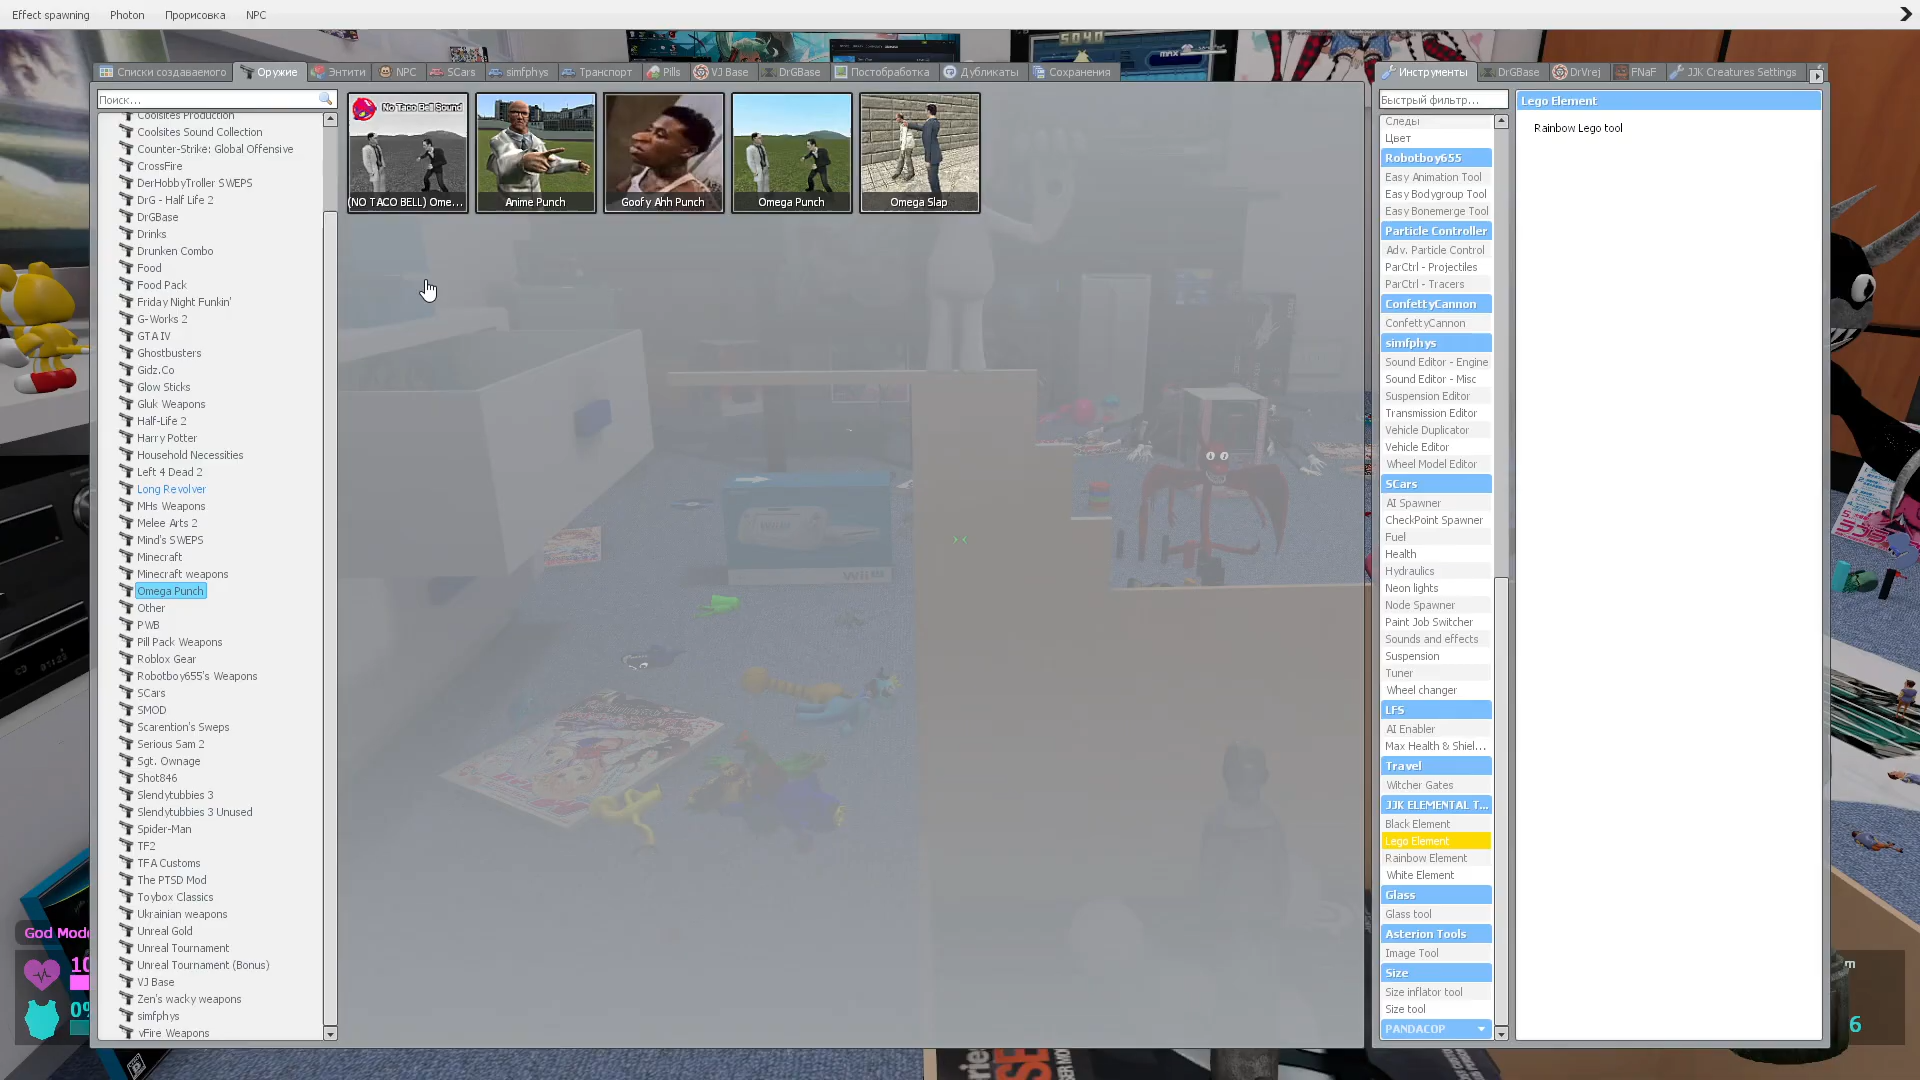 Effect spawning
Photon
Прорисовка
NPC
Списки создаваемого
Оружие
Энтити
NPC
SCars
simfphys
Транспорт
Pills
VJ Base
DrGBase
Постобработка
Дубликаты
Сохранения
Инструменты
DrGBase
DrVrej
FNaF
JJK Creatures Settings
Поиск...
Coolsites Production
Coolsites Sound Collection
Counter-Strike: Global Offensive
CrossFire
DerHobbyTroller SWEPS
DrG - Half Life 2
DrGBase
Drinks
Drunken Combo
Food
Food Pack
Friday Night Funkin'
G-Works 2
GTA IV
Ghostbusters
Gidz.Co
Glow Sticks
Gluk Weapons
Half-Life 2
Harry Potter
Household Necessities
Left 4 Dead 2
Long Revolver
MHs Weapons
Melee Arts 2
Mind's SWEPS
Minecraft
Minecraft weapons
Omega Punch
Other
PWB
Pill Pack Weapons
Roblox Gear
Robotboy655's Weapons
SCars
SMOD
Scarention's Sweps
Serious Sam 2
Sgt. Ownage
Shot846
Slendytubbies 3
Slendytubbies 3 Unused
Spider-Man
TF2
TFA Customs
The PTSD Mod
Toybox Classics
Ukrainian weapons
Unreal Gold
Unreal Tournament
Unreal Tournament (Bonus)
VJ Base
Zen's wacky weapons
simfphys
vFire Weapons
No Taco Bell Sound
(NO TACO BELL) Ome...
Anime Punch
Goofy Ahh Punch
Omega Punch
Omega Slap
Быстрый фильтр...
Следы
Цвет
Robotboy655
Easy Animation Tool
Easy Bodygroup Tool
Easy Bonemerge Tool
Particle Controller
Adv. Particle Control
ParCtrl - Projectiles
ParCtrl - Tracers
ConfettyCannon
ConfettyCannon
simfphys
Sound Editor - Engine
Sound Editor - Misc
Suspension Editor
Transmission Editor
Vehicle Duplicator
Vehicle Editor
Wheel Model Editor
SCars
AI Spawner
CheckPoint Spawner
Fuel
Health
Hydraulics
Neon lights
Node Spawner
Paint Job Switcher
Sounds and effects
Suspension
Tuner
Wheel changer
LFS
AI Enabler
Max Health & Shiel...
Travel
Witcher Gates
JJK ELEMENTAL T...
Black Element
Lego Element
Rainbow Element
White Element
Glass
Glass tool
Asterion Tools
Image Tool
Size
Size inflator tool
Size tool
PANDACOP
Lego Element
Rainbow Lego tool
God Mode
10
0%
5040
MAX
Wii U
m
6